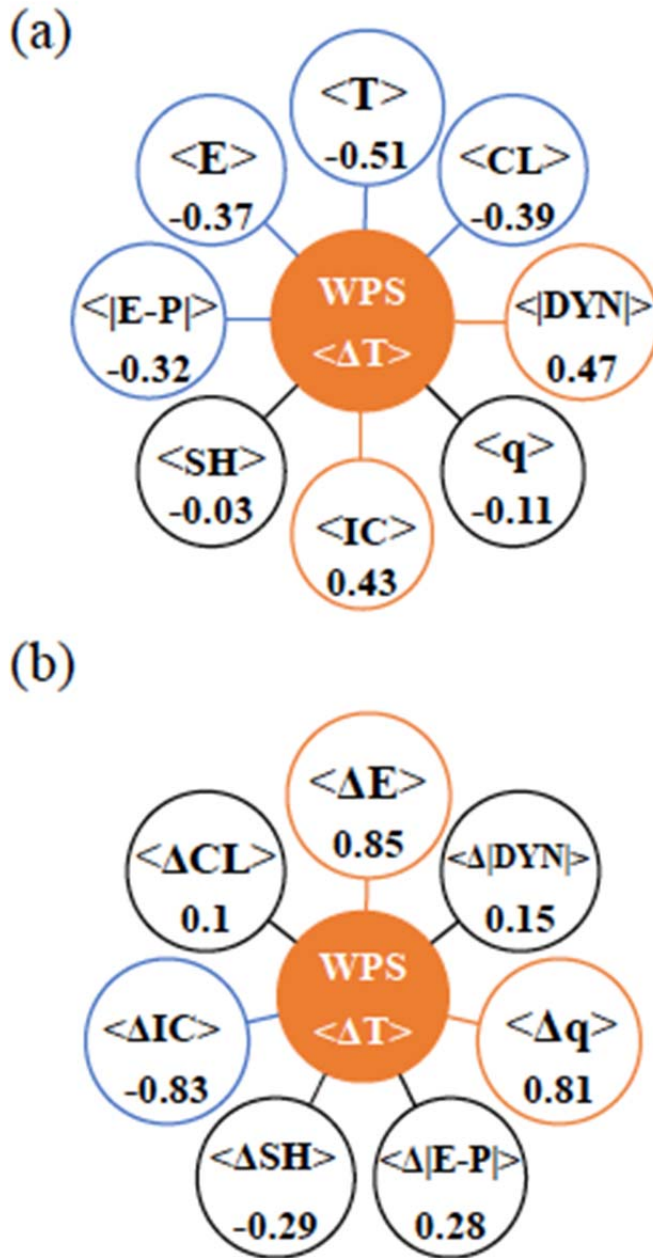 (a)
<T>
-0.51
<E>
-0.37
<CL>
-0.39
WPS
<ΔT>
<|E-P|>
-0.32
<|DYN|>
0.47
<SH>
-0.03
<q>
-0.11
<IC>
0.43
(b)
<ΔE>
0.85
<ΔCL>
0.1
<Δ|DYN|>
0.15
WPS
<ΔT>
<ΔIC>
-0.83
<Δq>
0.81
<ΔSH>
-0.29
<Δ|E-P|>
0.28